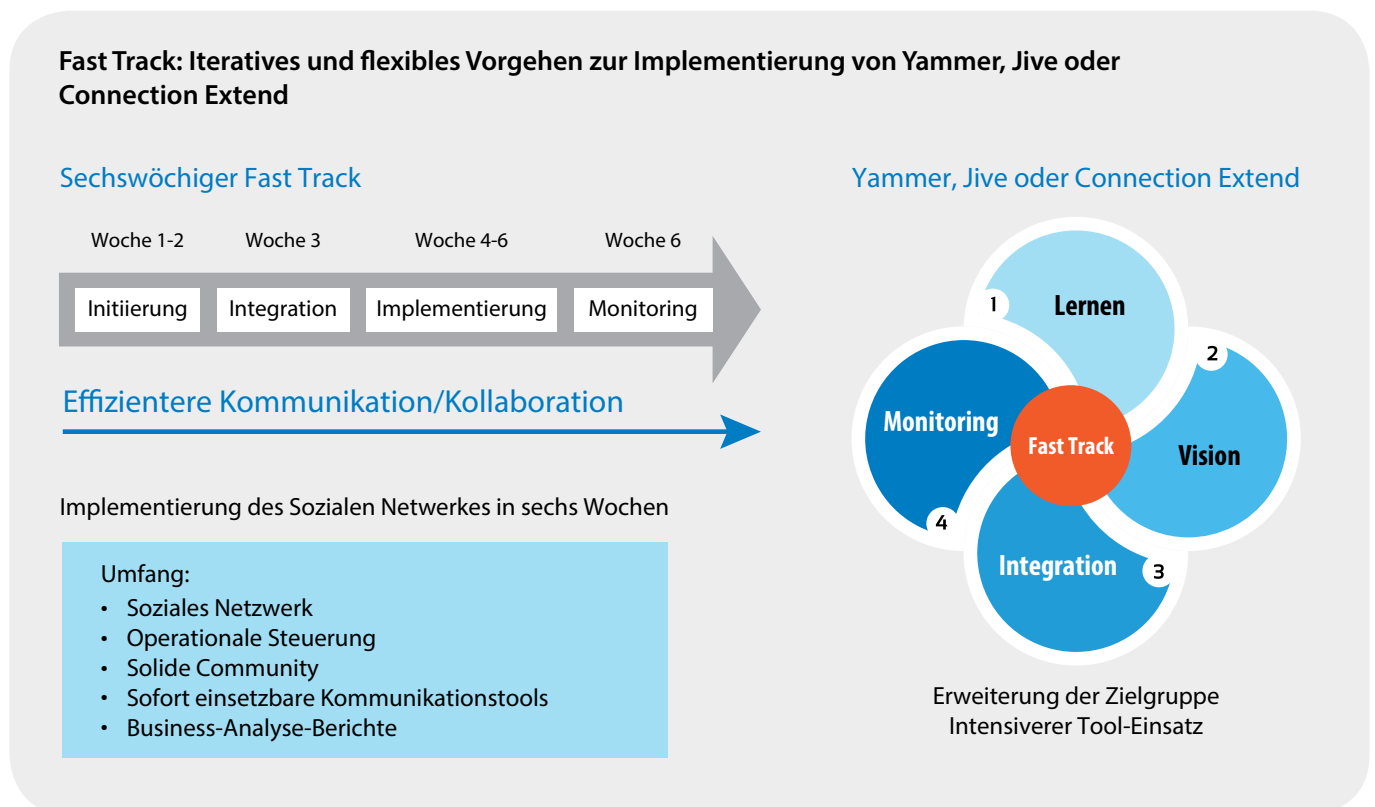 Fast Track: Iteratives und flexibles Vorgehen zur Implementierung von Yammer, Jive oder
Connection Extend
Sechswöchiger Fast Track
Woche 1-2
Woche 3
Woche 4-6
Woche 6
Initiierung
Integration
Implementierung
Monitoring
Effizientere Kommunikation/Kollaboration
Implementierung des Sozialen Netwerkes in sechs Wochen
Umfang:
• Soziales Netzwerk
• Operationale Steuerung
• Solide Community
• Sofort einsetzbare Kommunikationstools
• Business-Analyse-Berichte
Yammer, Jive oder Connection Extend
1
Lernen
2
Vision
3
Integration
4
Monitoring
Fast Track
Erweiterung der Zielgruppe
Intensiverer Tool-Einsatz